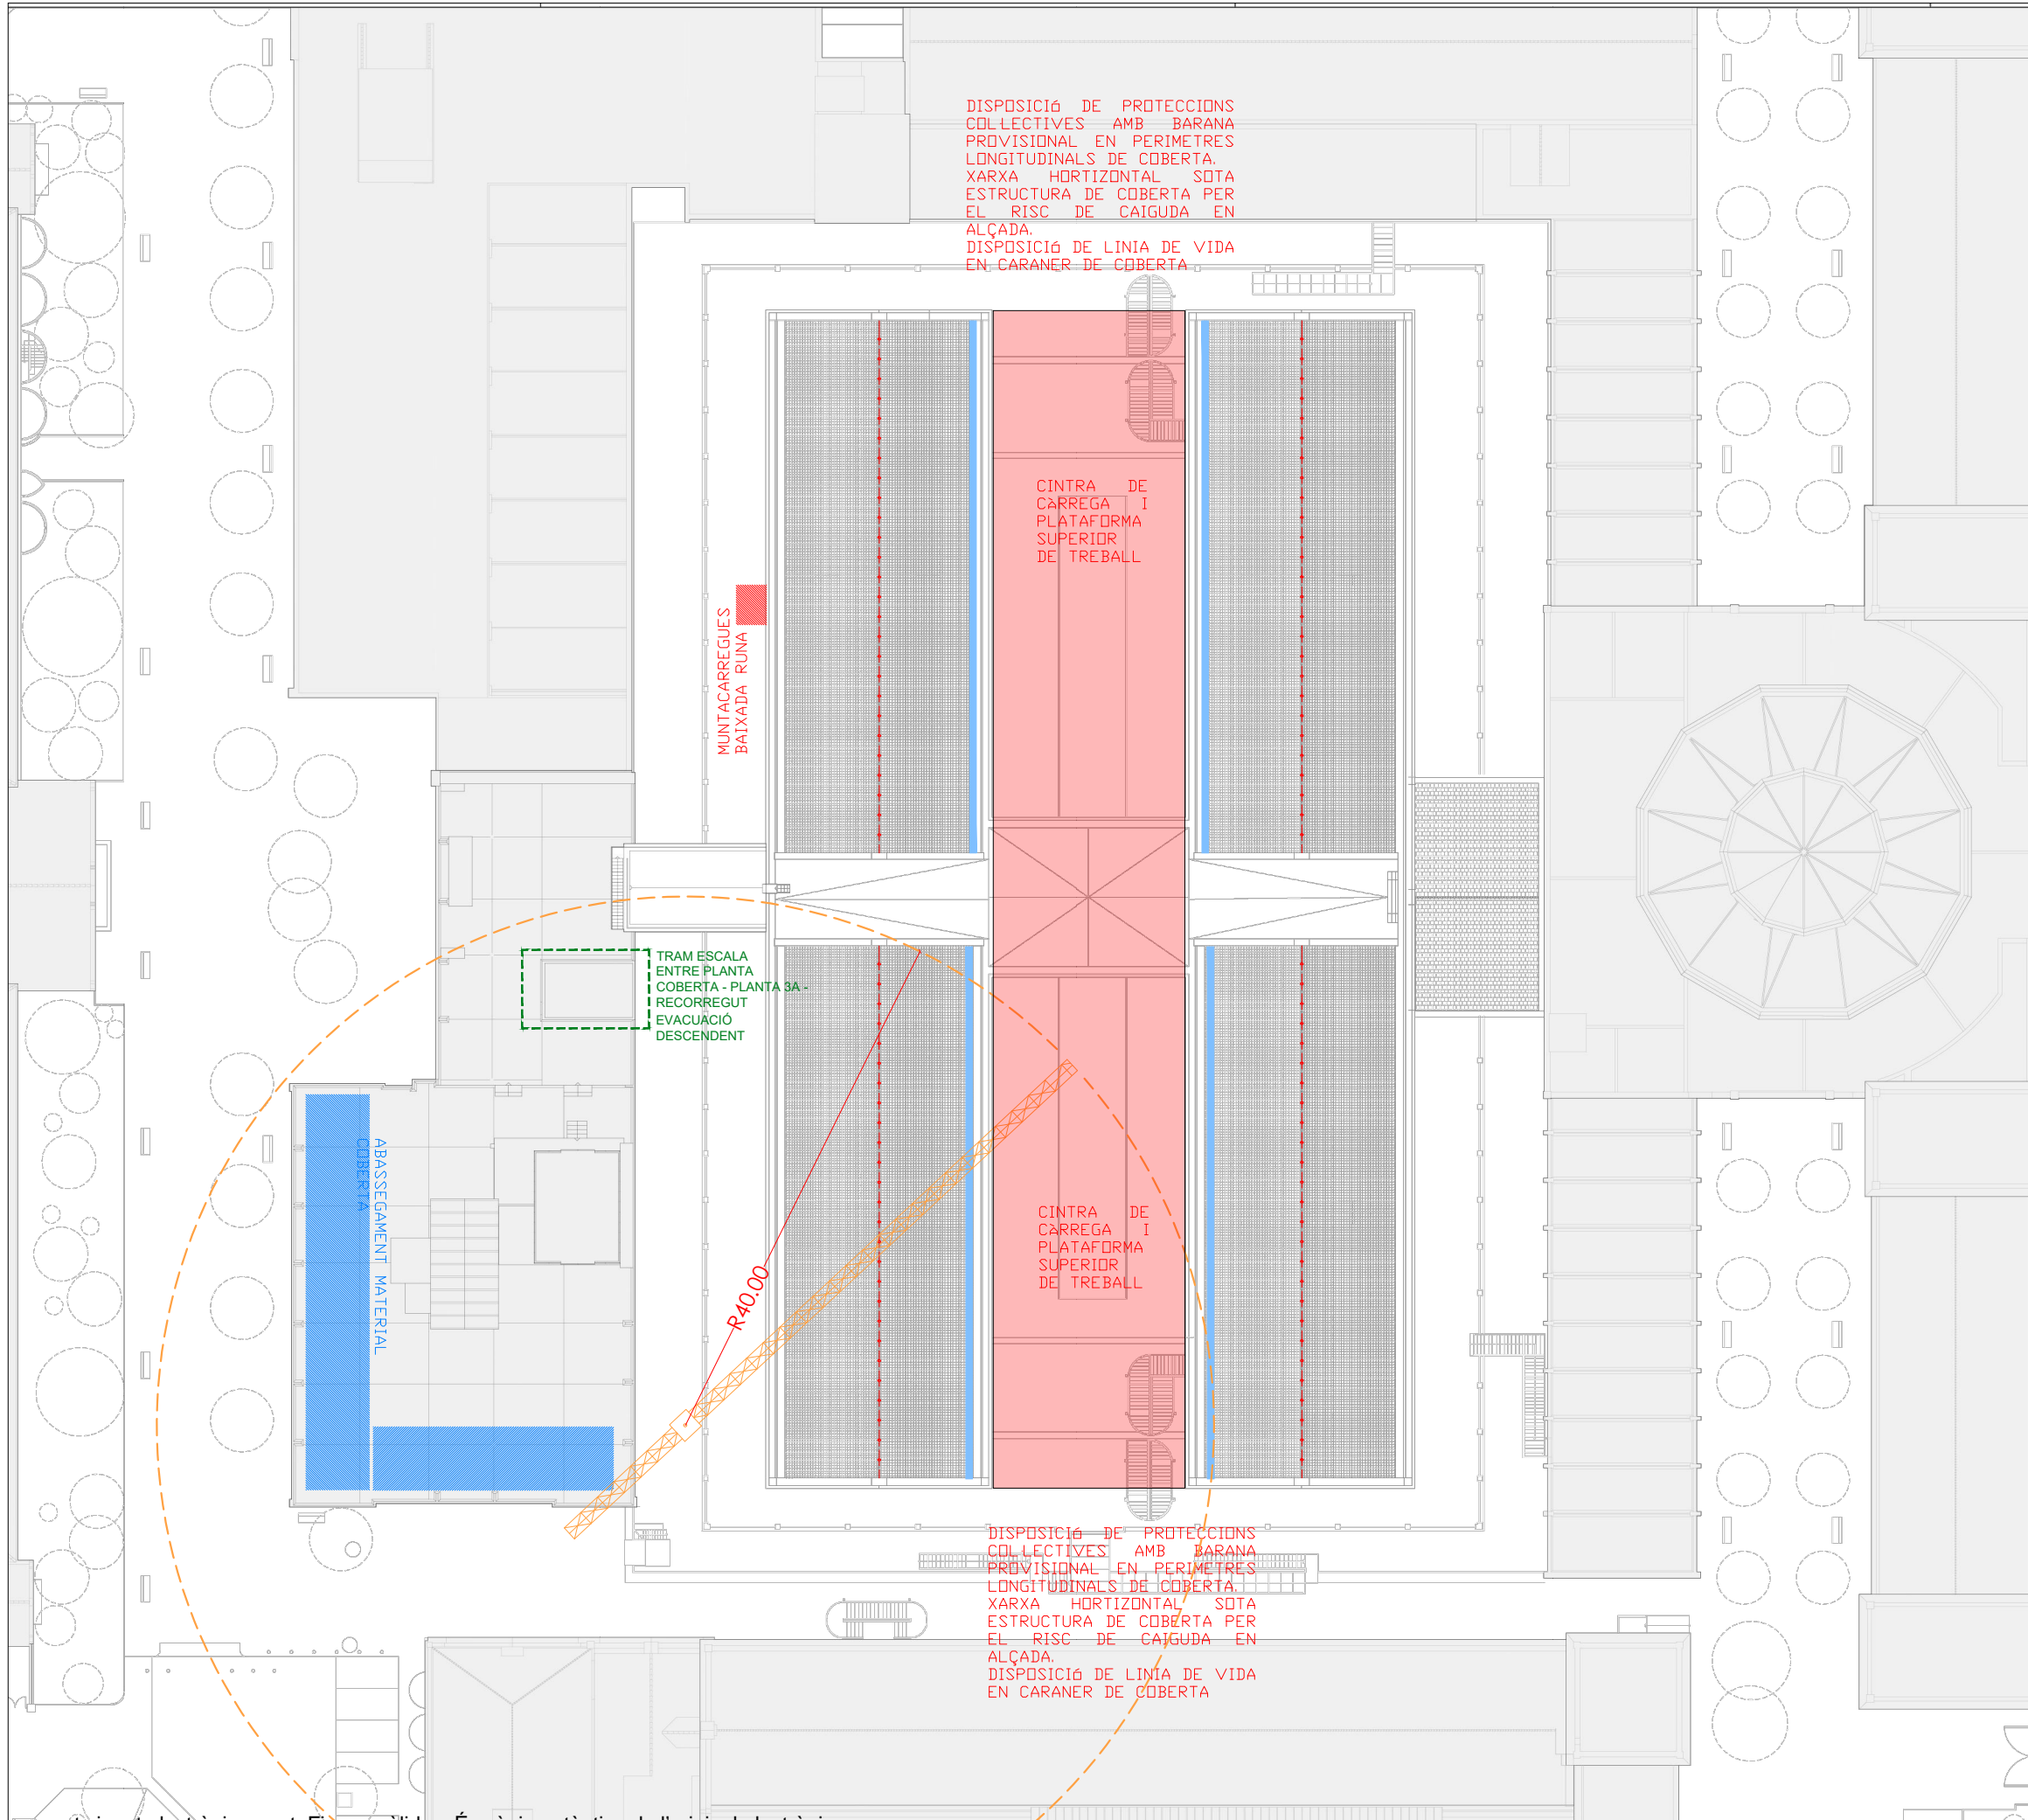 DISPOSICIó DE PROTECCIONS
COL·LECTIVES AMB BARANA
PROVISIONAL EN PERIMETRES
LONGITUDINALS DE COBERTA.
XARXA HORTIZONTAL SOTA
ESTRUCTURA DE COBERTA PER
EL RISC DE CAIGUDA EN
ALÇADA.
DISPOSICIó DE LINIA DE VIDA
EN CARANER DE COBERTA
CINTRA DE
CàRREGA I
PLATAFORMA
SUPERIOR
DE TREBALL
MUNTACARREGUES
BAIXADA RUNA
TRAM ESCALA
ENTRE PLANTA
COBERTA - PLANTA 3A -
RECORREGUT
EVACUACIÓ
DESCENDENT
ABASSEGAMENT MATERIAL
COBERTA
R40.00
CINTRA DE
CàRREGA I
PLATAFORMA
SUPERIOR
DE TREBALL
DISPOSICIó DE PROTECCIONS
COL·LECTIVES AMB BARANA
PROVISIONAL EN PERIMETRES
LONGITUDINALS DE COBERTA.
XARXA HORTIZONTAL SOTA
ESTRUCTURA DE COBERTA PER
EL RISC DE CAIGUDA EN
ALÇADA.
DISPOSICIó DE LINIA DE VIDA
EN CARANER DE COBERTA